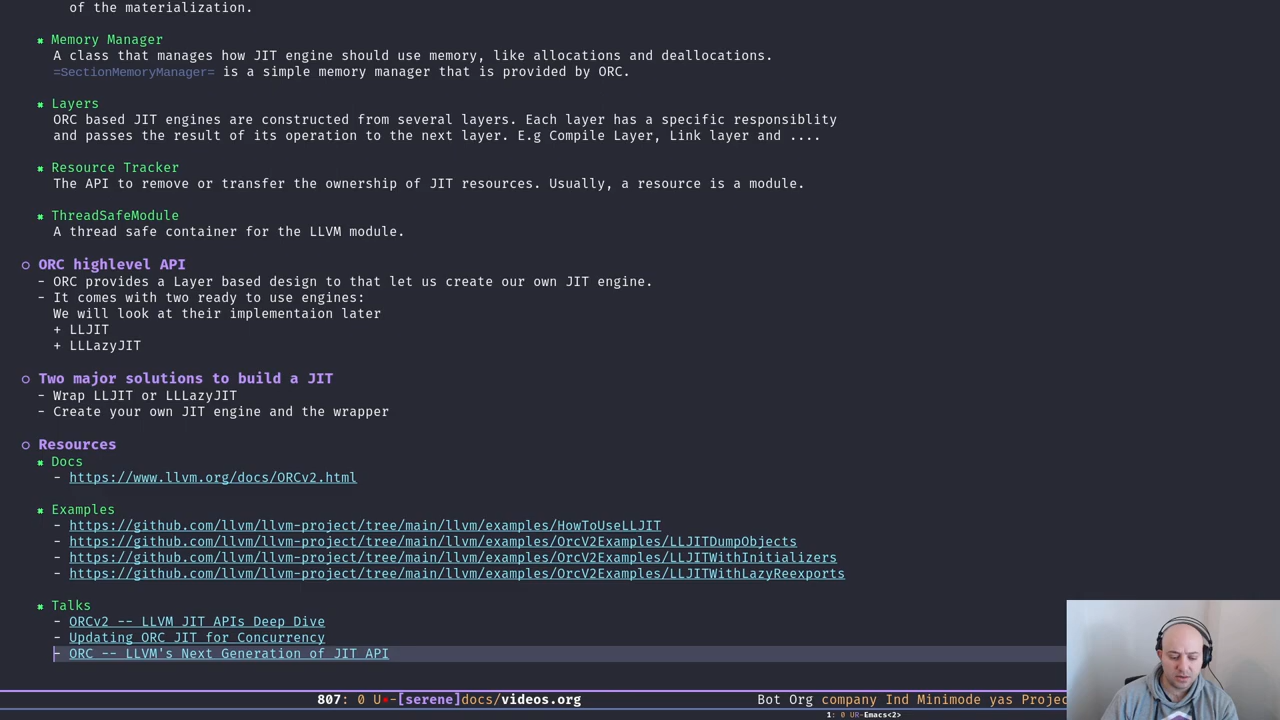 of the materialization.
Memory Manager
A class that manages how JIT engine should use memory, like allocations and deallocations.
=SectionMemoryManager= is a simple memory manager that is provided by ORC.
Layers
ORC based JIT engines are constructed from several layers. Each layer has a specific responsiblity
and passes the result of its operation to the next layer. E.g Compile Layer, Link layer and ....
Resource Tracker
The API to remove or transfer the ownership of JIT resources. Usually, a resource is a module.
ThreadSafeModule
A thread safe container for the LLVM module.
ORC highlevel API
- ORC provides a Layer based design to that let us create our own JIT engine.
- It comes with two ready to use engines:
We will look at their implementaion later
+ LLJIT
+ LLLazyJIT
Two major solutions to build a JIT
- Wrap LLJIT or LLLazyJIT
- Create your own JIT engine and the wrapper
Resources
Docs
- https://www.llvm.org/docs/ORCv2.html
Examples
- https://github.com/llvm/llvm-project/tree/main/llvm/examples/HowToUseLLJIT
- https://github.com/llvm/llvm-project/tree/main/llvm/examples/OrcV2Examples/LLJITDumpObjects
- https://github.com/llvm/llvm-project/tree/main/llvm/examples/OrcV2Examples/LLJITWithInitializers
- https://github.com/llvm/llvm-project/tree/main/llvm/examples/OrcV2Examples/LLJITWithLazyReexports
Talks
- ORCv2 -- LLVM JIT APIs Deep Dive
- Updating ORC JIT for Concurrency
- ORC -- LLVM's Next Generation of JIT API
807: 0 U -[serene]docs/videos.org Bot Org company Ind Minimode yas Projec
1: 0 UR-Emacs<2>